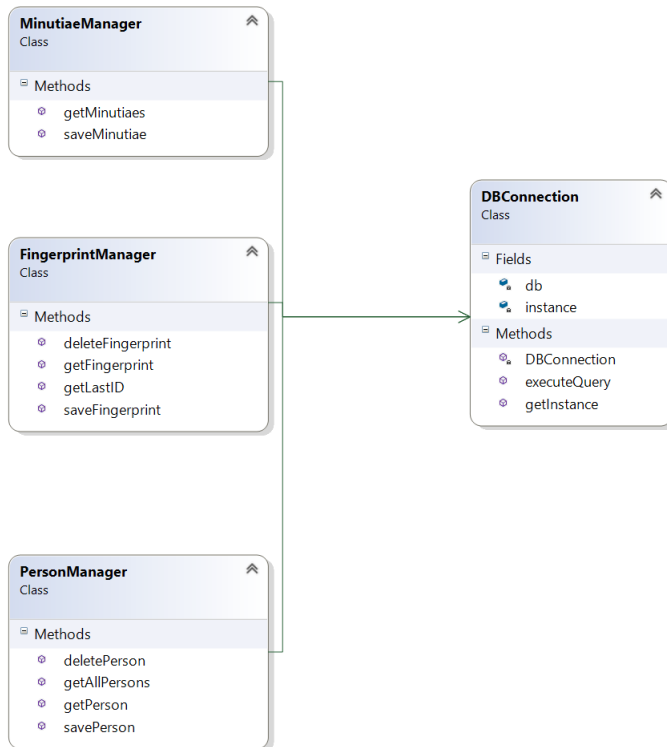 MinutiaeManager
Class
Methods
getMinutiaes
saveMinutiae
FingerprintManager
Class
Methods
deleteFingerprint
getFingerprint
getLastID
saveFingerprint
PersonManager
Class
Methods
deletePerson
getAllPersons
getPerson
savePerson
DBConnection
Class
Fields
db
instance
Methods
DBConnection
executeQuery
getInstance